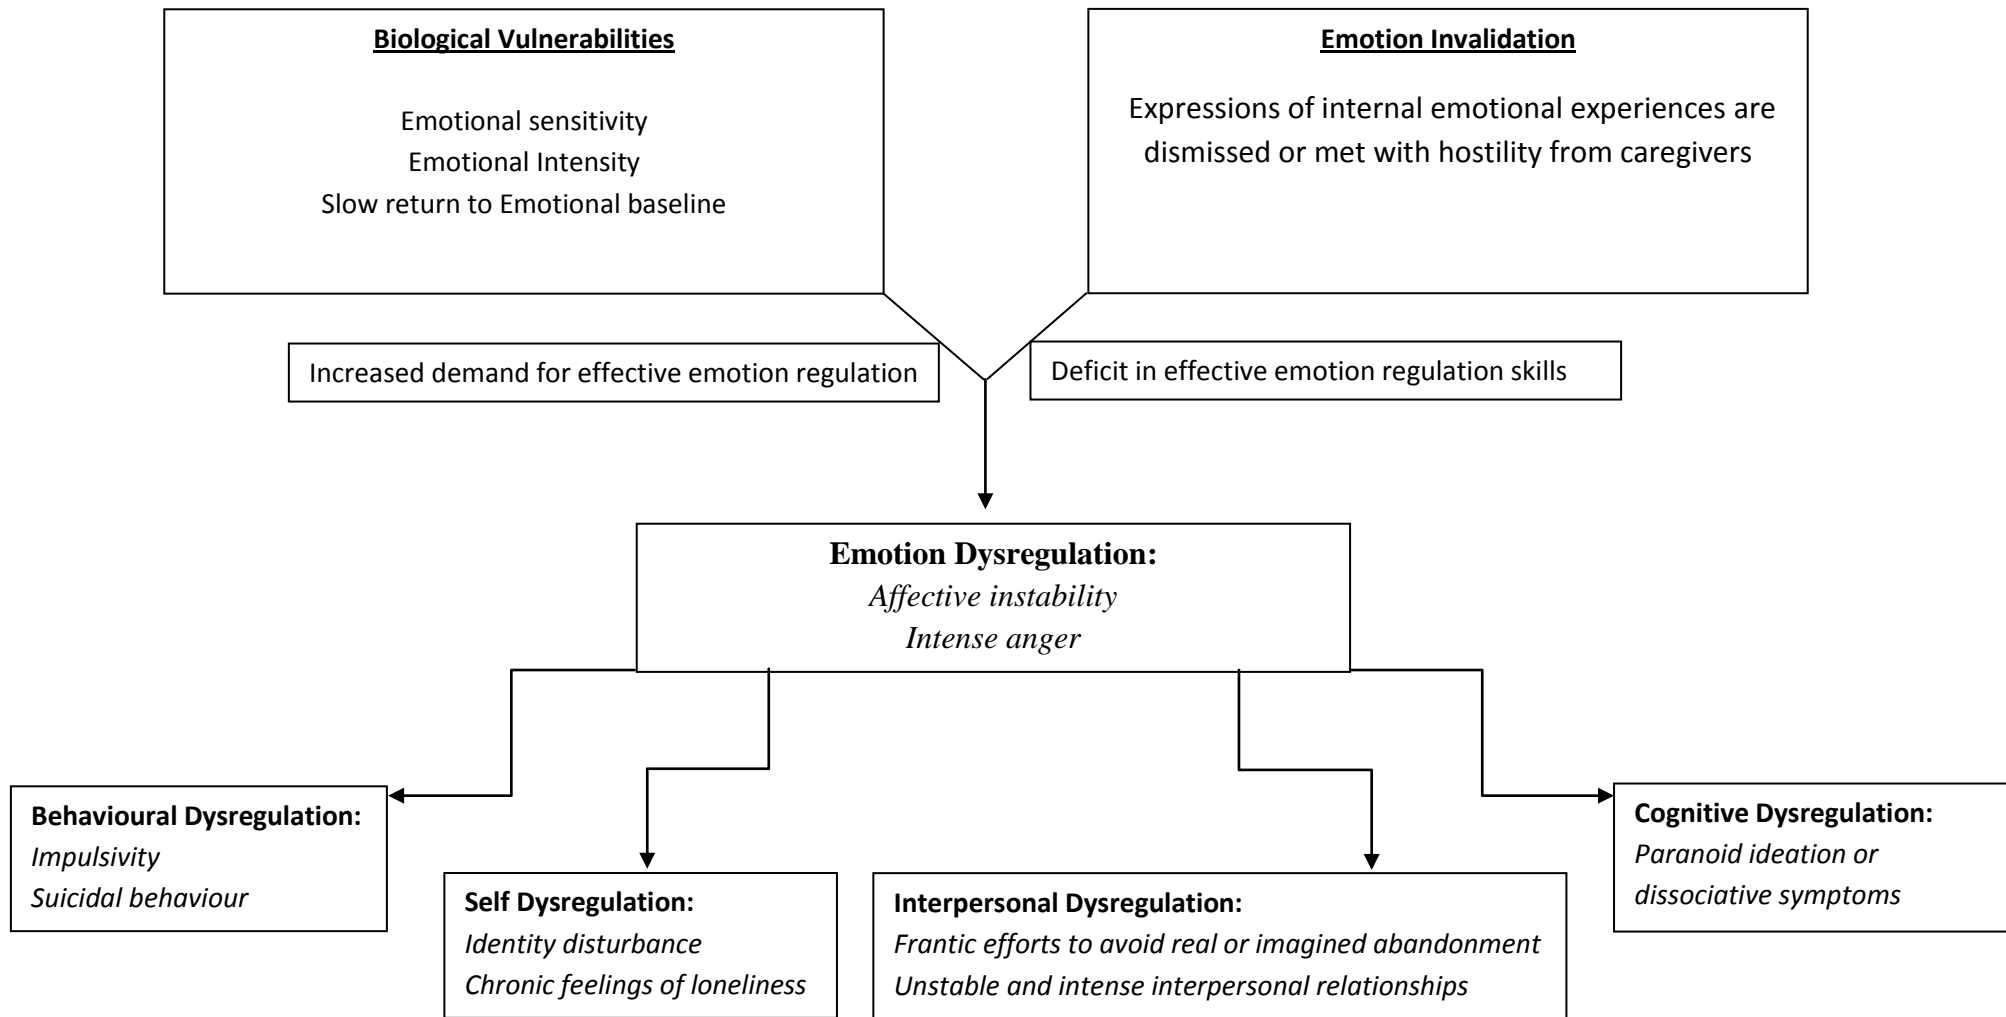 Biological Vulnerabilities
Emotional sensitivity
Emotional Intensity
Slow return to Emotional baseline
Emotion Invalidation
Expressions of internal emotional experiences are
dismissed or met with hostility from caregivers
Increased demand for effective emotion regulation
Deficit in effective emotion regulation skills
Emotion Dysregulation:
Affective instability
Intense anger
Behavioural Dysregulation:
Impulsivity
Suicidal behaviour
Self Dysregulation:
Identity disturbance
Chronic feelings of loneliness
Interpersonal Dysregulation:
Frantic efforts to avoid real or imagined abandonment
Unstable and intense interpersonal relationships
Cognitive Dysregulation:
Paranoid ideation or
dissociative symptoms